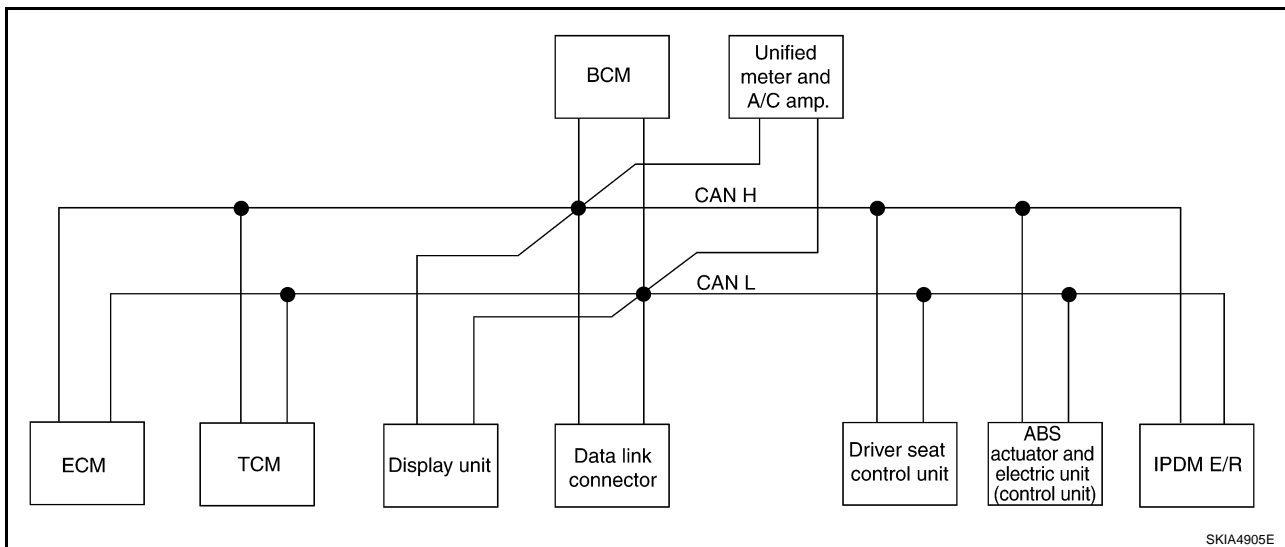 BCM
Unified
meter and
A/C amp.
CAN H
CAN L
ECM
TCM
Display unit
Data link
connector
Driver seat
control unit
ABS
actuator and
electric unit
(control unit)
IPDM E/R
SKIA4905E